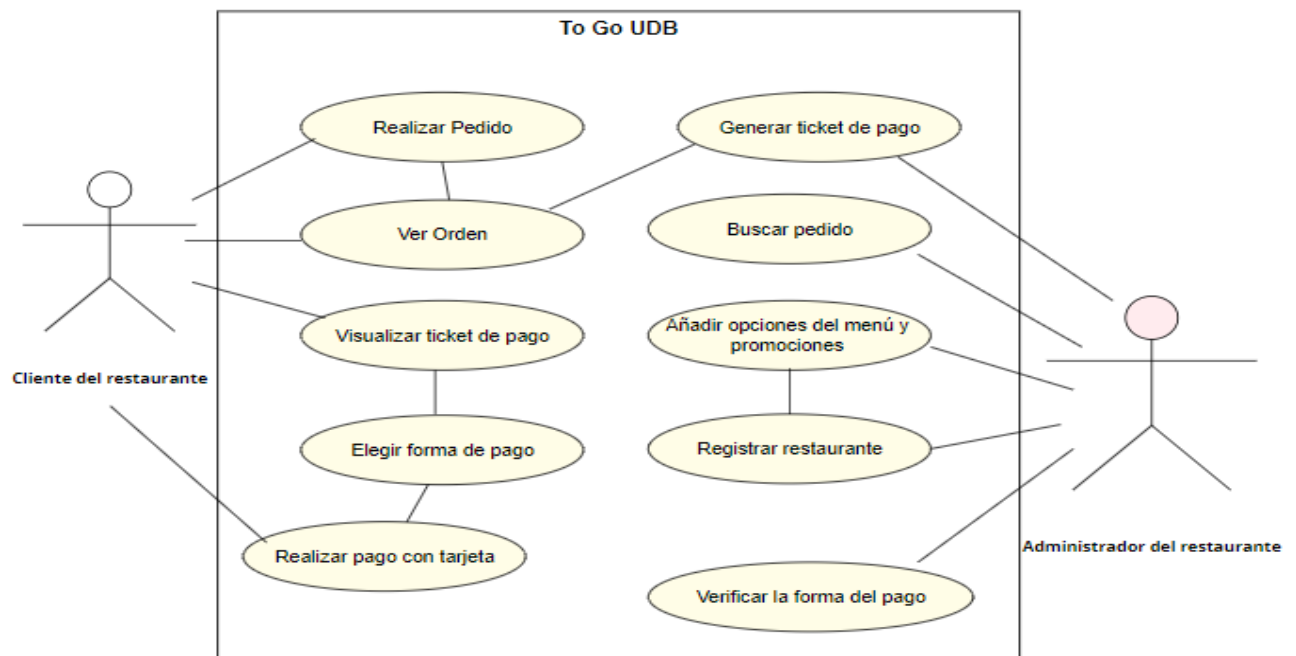 To Go UDB
Realizar Pedido
Generar ticket de pago
Ver Orden
Buscar pedido
Visualizar ticket de pago
Añadir opciones del menú y
promociones
Cliente del restaurante
Elegir forma de pago
Registrar restaurante
Realizar pago con tarjeta
Administrador del restaurante
Verificar la forma del pago